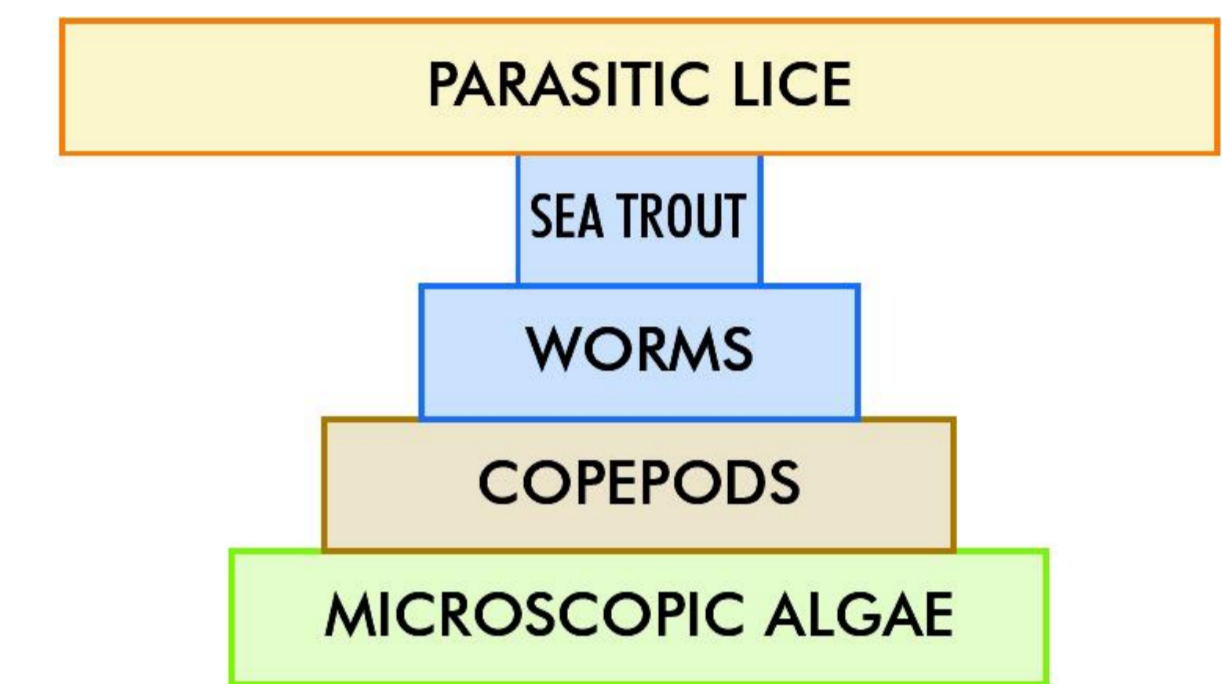 PARASITIC LICE
SEA TROUT
WORMS
COPEPODS
MICROSCOPIC ALGAE